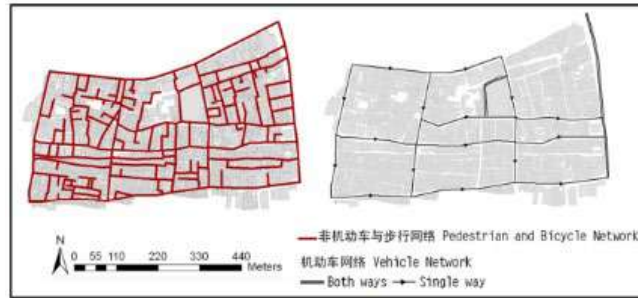 非机动车与步行网络 Pedestrian and Bicycle Network
机动车网络 Vehicle Network
Both ways Single way
N
0 55 110 220 330 440
Meters